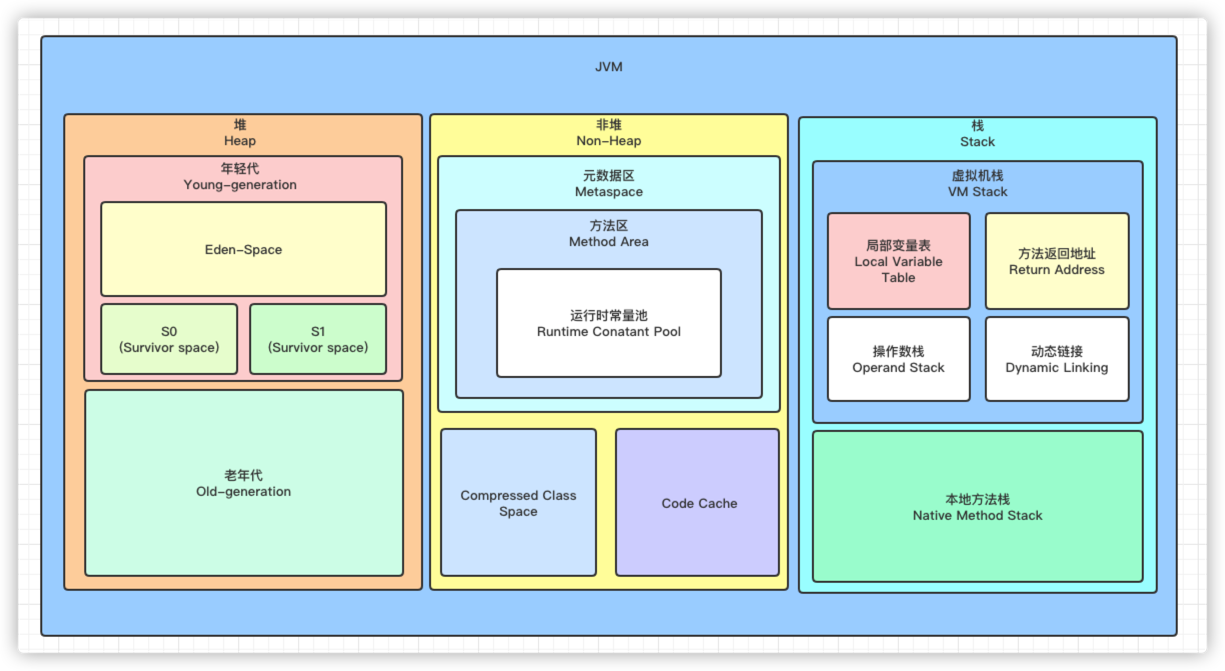 JVM
堆
Heap
年轻代
Young-generation
Eden-Space
S0
(Survivor space)
S1
(Survivor space)
老年代
Old-generation
非堆
Non-Heap
元数据区
Metaspace
方法区
Method Area
运行时常量池
Runtime Conatant Pool
Compressed Class
Space
Code Cache
栈
Stack
虚拟机栈
VM Stack
局部变量表
Local Variable
Table
方法返回地址
Return Address
操作数栈
Operand Stack
动态链接
Dynamic Linking
本地方法栈
Native Method Stack